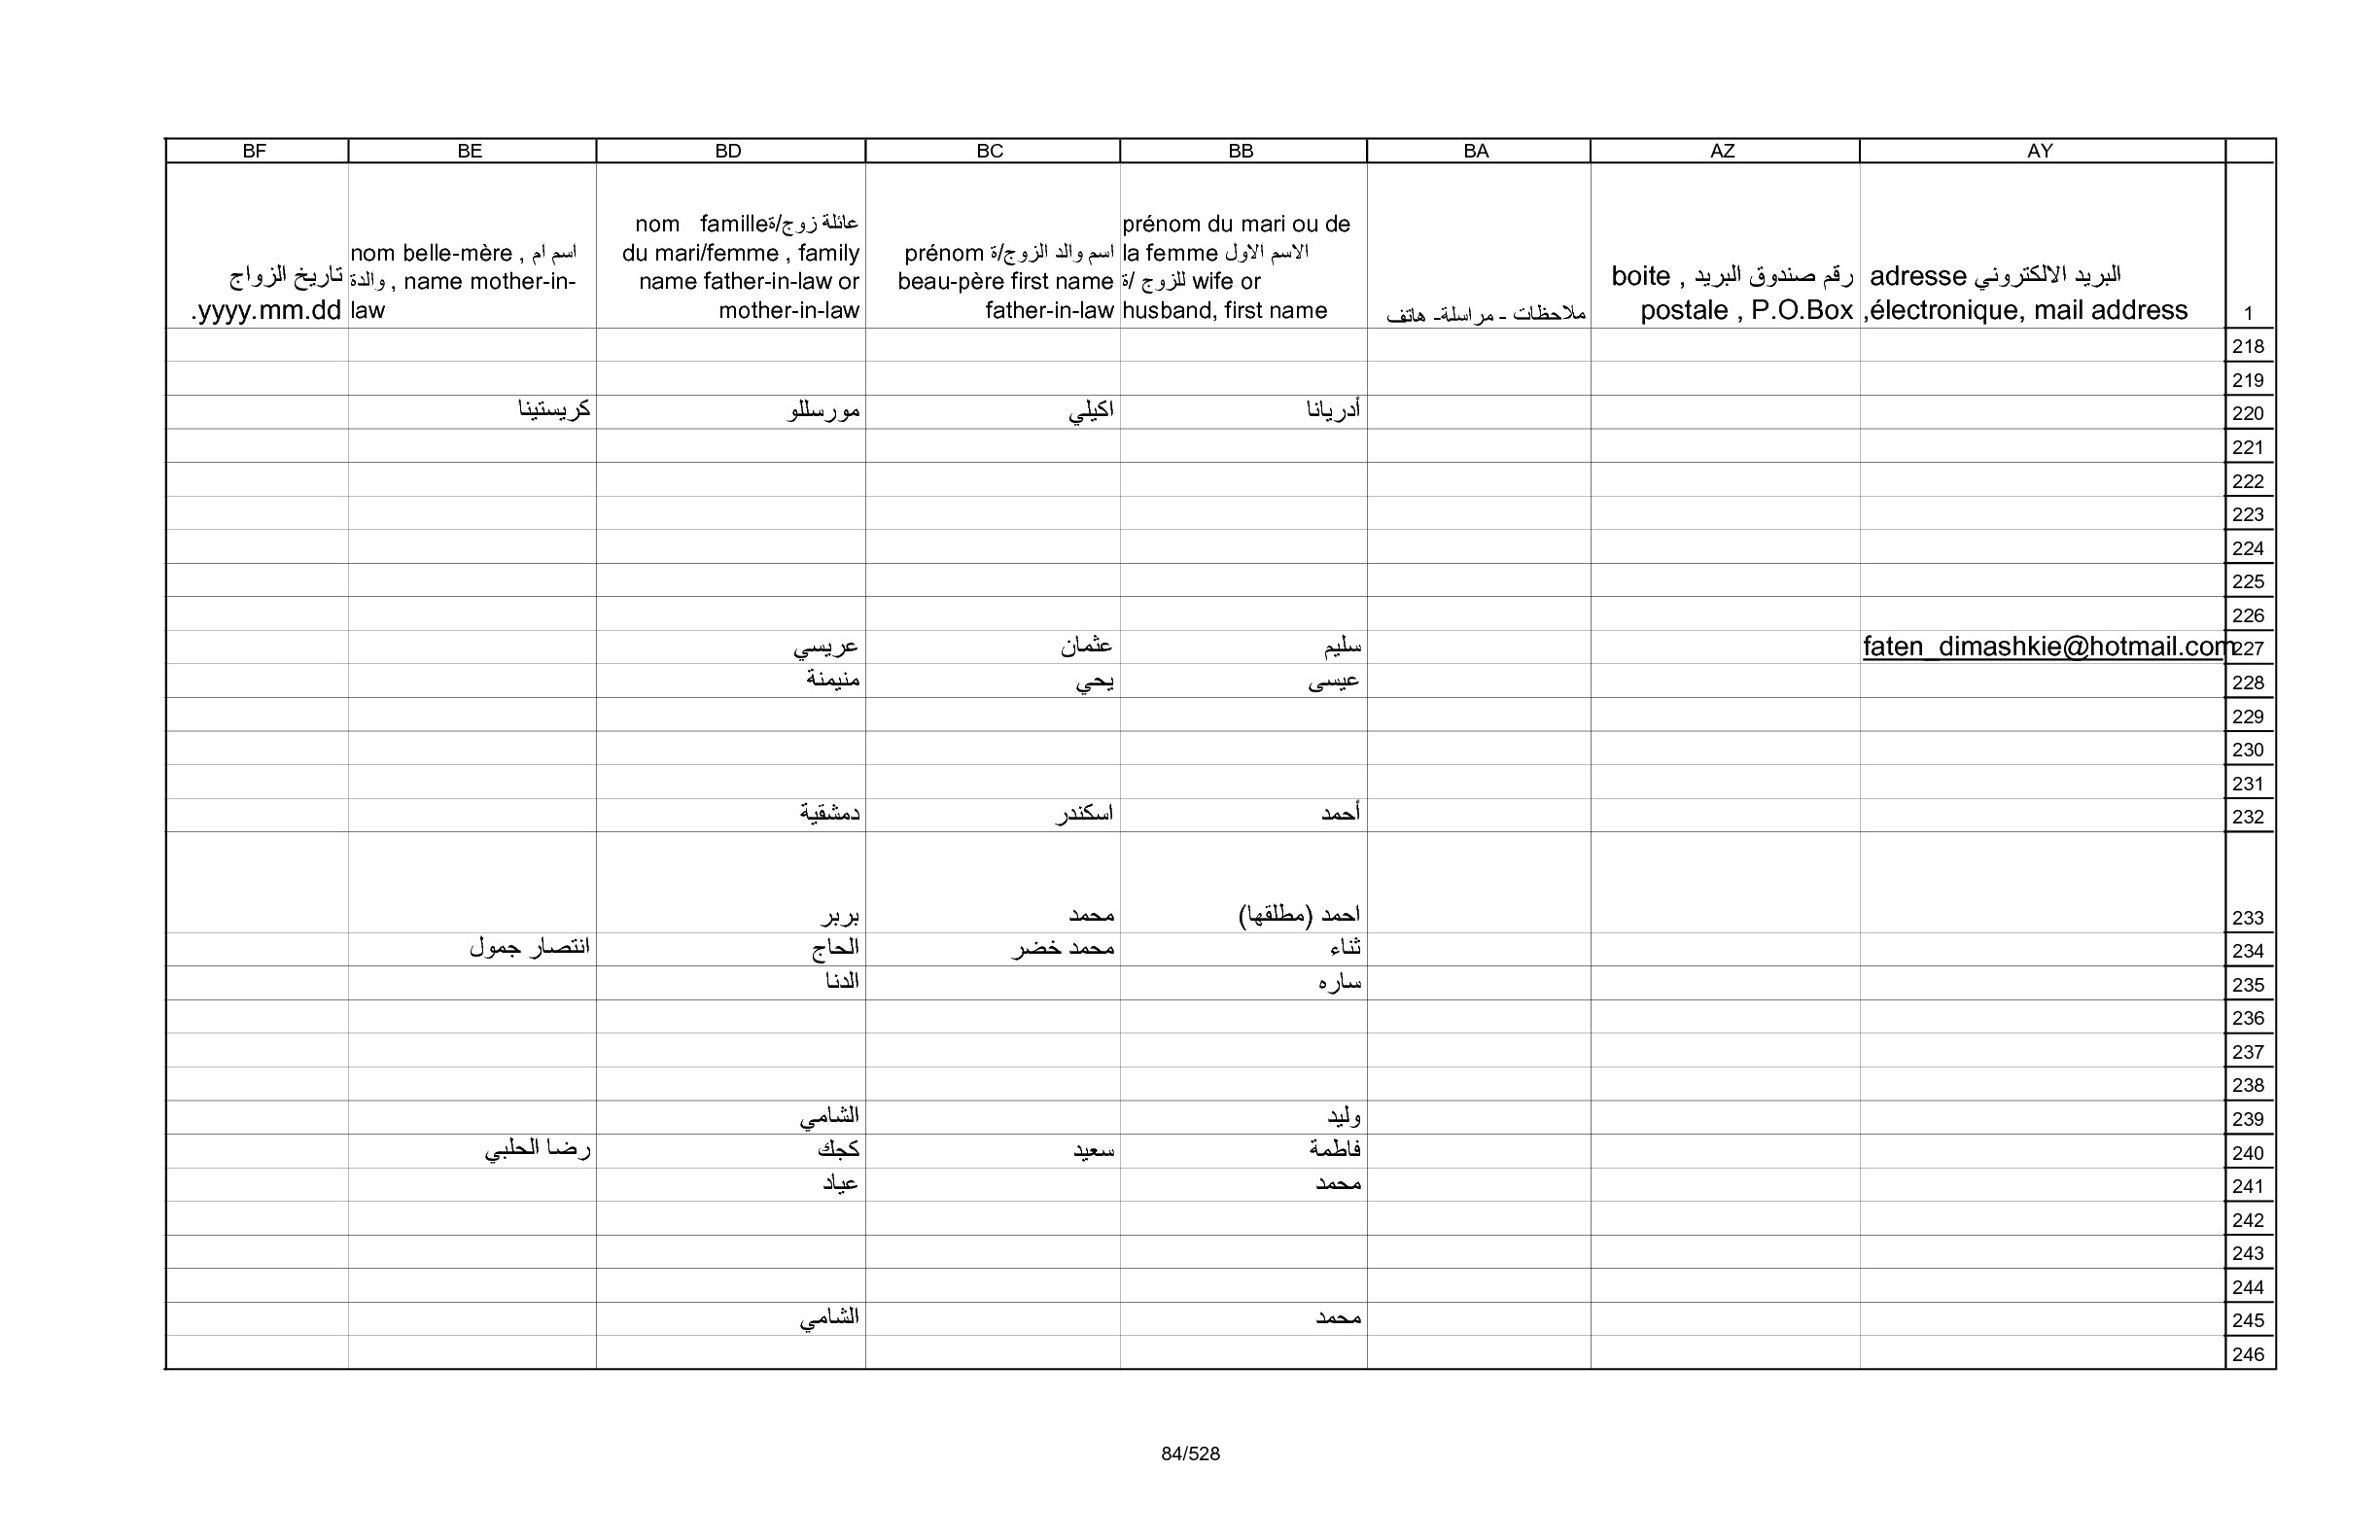 AY BA AZ BB BC BD BE BF
البريد الالكتروني adresse
électronique, mail address,
رقم صندوق البريد , boite
postale , P.O.Box
ملاحظات - مراسلة- هاتف
prénom du mari ou de
la femme الاسم الاول
للزوج /ة wife or
husband, first name
اسم والد الزوج/ة prénom
beau-père first name
father-in-law
عائلة زوج/ة nom famille
du mari/femme , family
name father-in-law or
mother-in-law
nom belle-mère , اسم ام
والدة , name mother-in-
law
تاريخ الزواج
yyyy.mm.dd.
1
218
219
220 أدريانا اكيلي مورسللو كريستينا
221
222
223
224
225
226
227 faten_dimashkie@hotmail.com سليم عثمان عريسي
228 عيسى يحي منيمنة
229
230
231
232 أحمد اسكندر دمشقية
233 احمد (مطلقها) محمد بربر
234 ثناء محمد خضر الحاج انتصار جمول
235 ساره الدنا
236
237
238
239 وليد الشامي
240 فاطمة سعيد كجك رضا الحلبي
241 محمد عياد
242
243
244
245 محمد الشامي
246
84/528